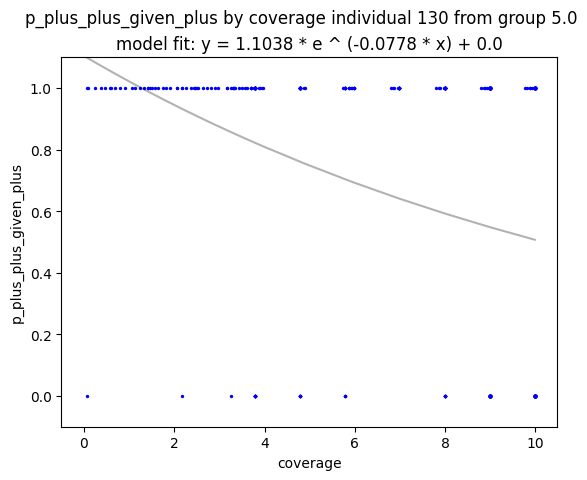 p_plus_plus_given_plus by coverage individual 130 from group 5.0
model fit: y = 1.1038 * e ^ (-0.0778 * x) + 0.0
1.0
0.8
0.6
0.4
0.2
0.0
p_plus_plus_given_plus
0 2 4 6 8 10
coverage